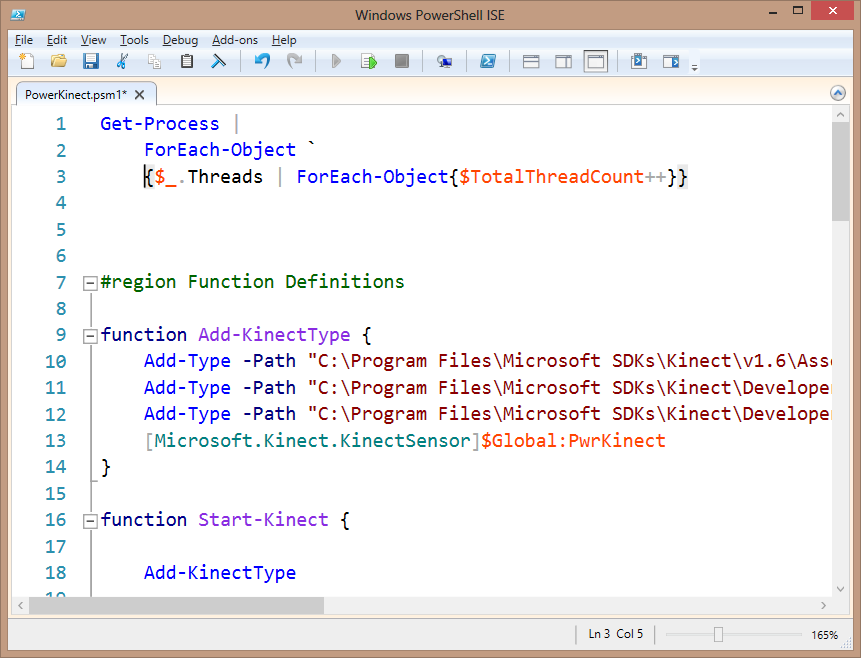 Windows PowerShell ISE
File Edit View Tools Debug Add-ons Help
PowerKinect.psm1*
1 Get-Process |
2 ForEach-Object `
3 {$_.Threads | ForEach-Object{$TotalThreadCount++}}
4
5
6
7 #region Function Definitions
8
9 function Add-KinectType {
10 Add-Type -Path "C:\Program Files\Microsoft SDKs\Kinect\v1.6\Ass
11 Add-Type -Path "C:\Program Files\Microsoft SDKs\Kinect\Develope
12 Add-Type -Path "C:\Program Files\Microsoft SDKs\Kinect\Develope
13 [Microsoft.Kinect.KinectSensor]$Global:PwrKinect
14 }
15
16 function Start-Kinect {
17
18 Add-KinectType
Ln 3 Col 5
165%